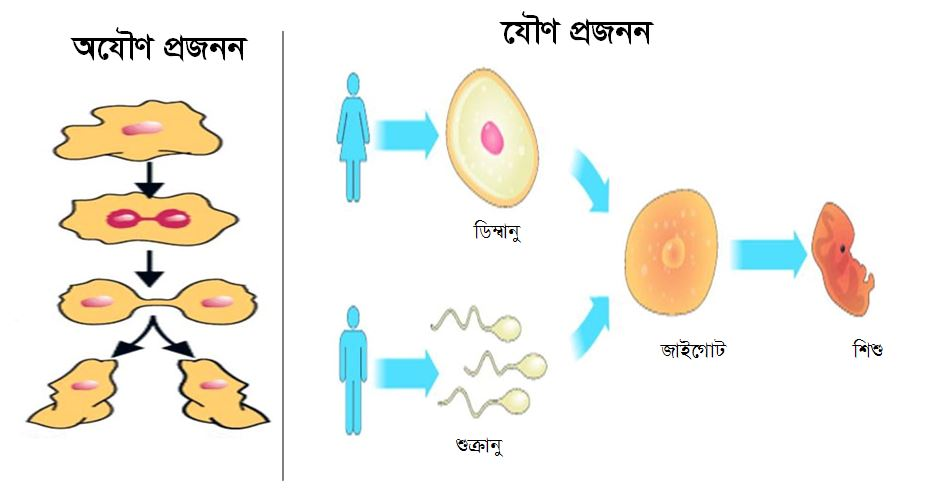 অযৌণ প্রজনন
যৌণ প্রজনন
ডিম্বানু
শুক্রানু
জাইগোট
শিশু